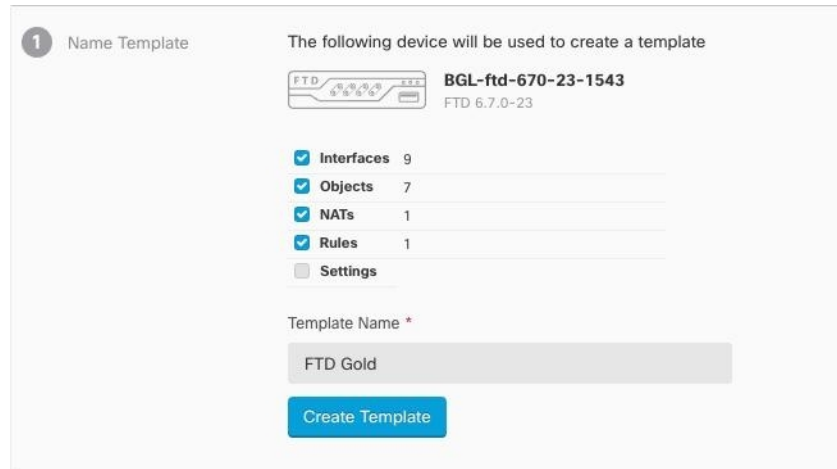 1 Name Template
The following device will be used to create a template
FTD
BGL-ftd-670-23-1543
FTD 6.7.0-23
Interfaces 9
Objects 7
NATs 1
Rules 1
Settings
Template Name *
FTD Gold
Create Template